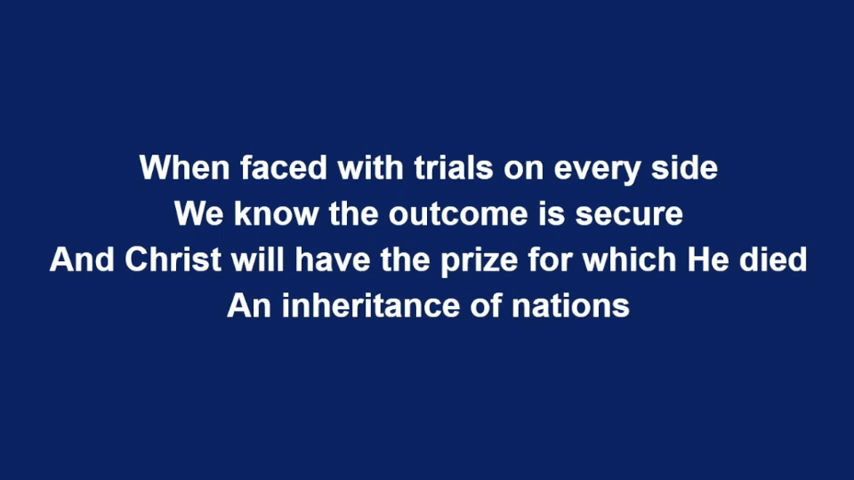 When faced with trials on every side
We know the outcome is secure
And Christ will have the prize for which He died
An inheritance of nations